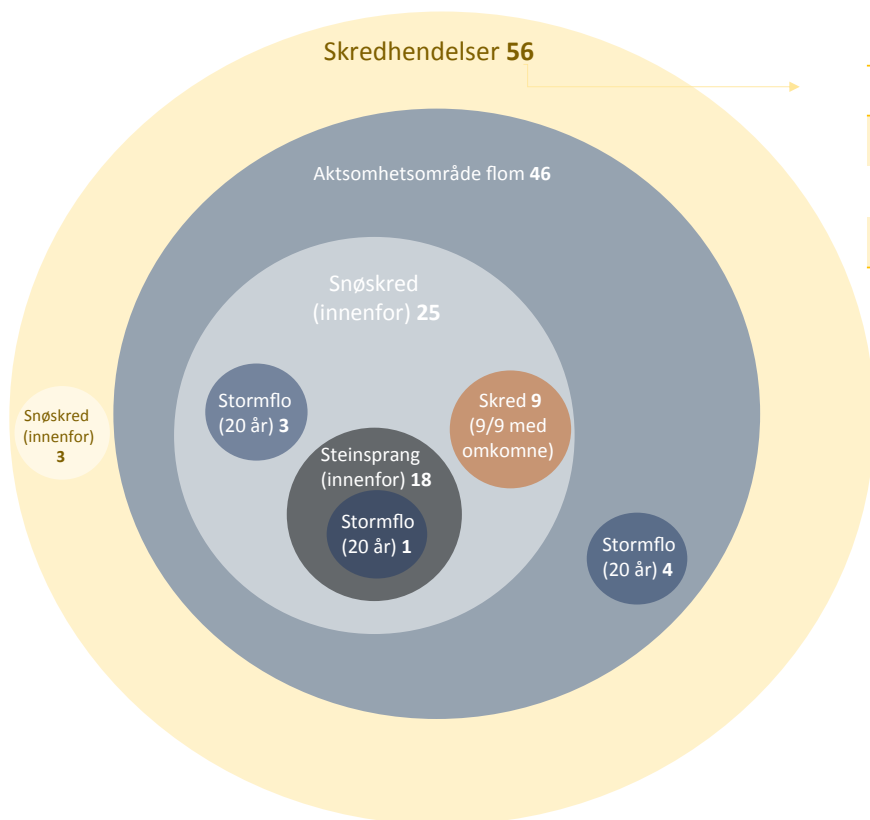 Skredhendelser 56
Aktsomhetsområde flom 46
Snøskred
(innenfor) 25
Stormflo
(20 år) 3
Skred 9
(9/9 med
omkomne)
Snøskred
(innenfor)
3
Steinsprang
(innenfor) 18
Stormflo
(20 år) 1
Stormflo
(20 år) 4